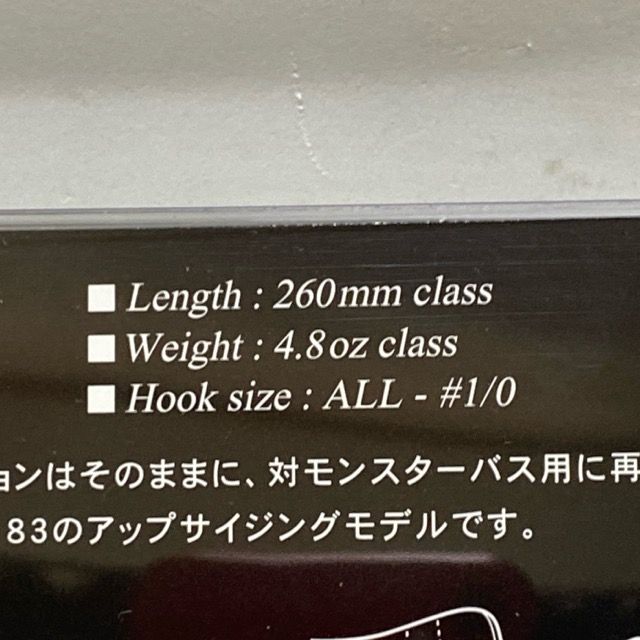 ■ Length : 260mm class
■ Weight : 4.8oz class
■ Hook size : ALL - #1/0
ョンはそのままに、対モンスターバス用に再
83のアップサイジングモデルです。